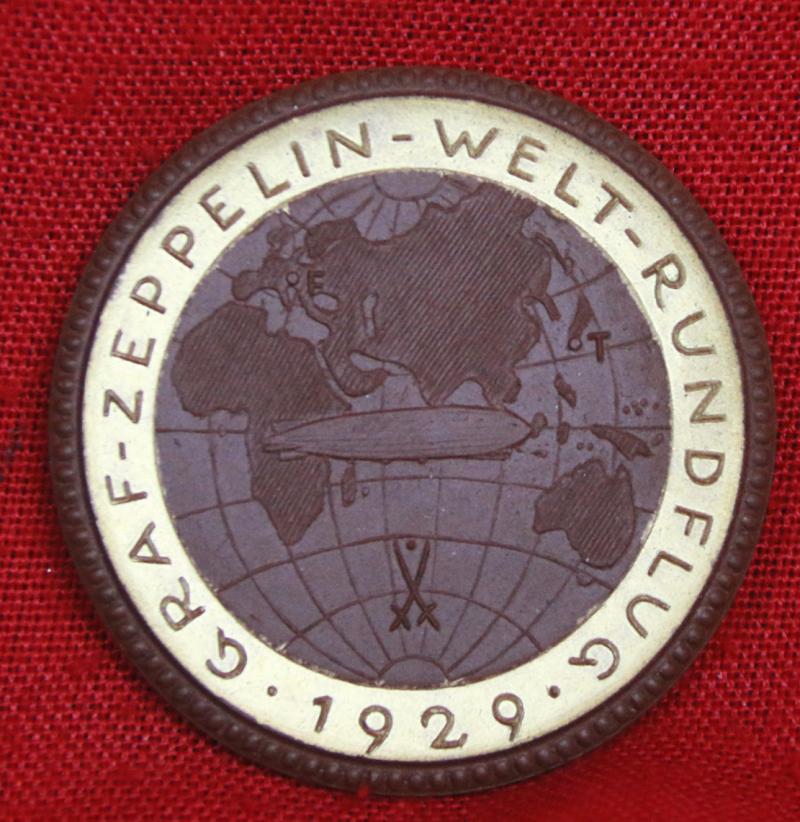 GRAF-ZEPPELIN-WELT-RUNDFLUG
· 1929 ·
E
T